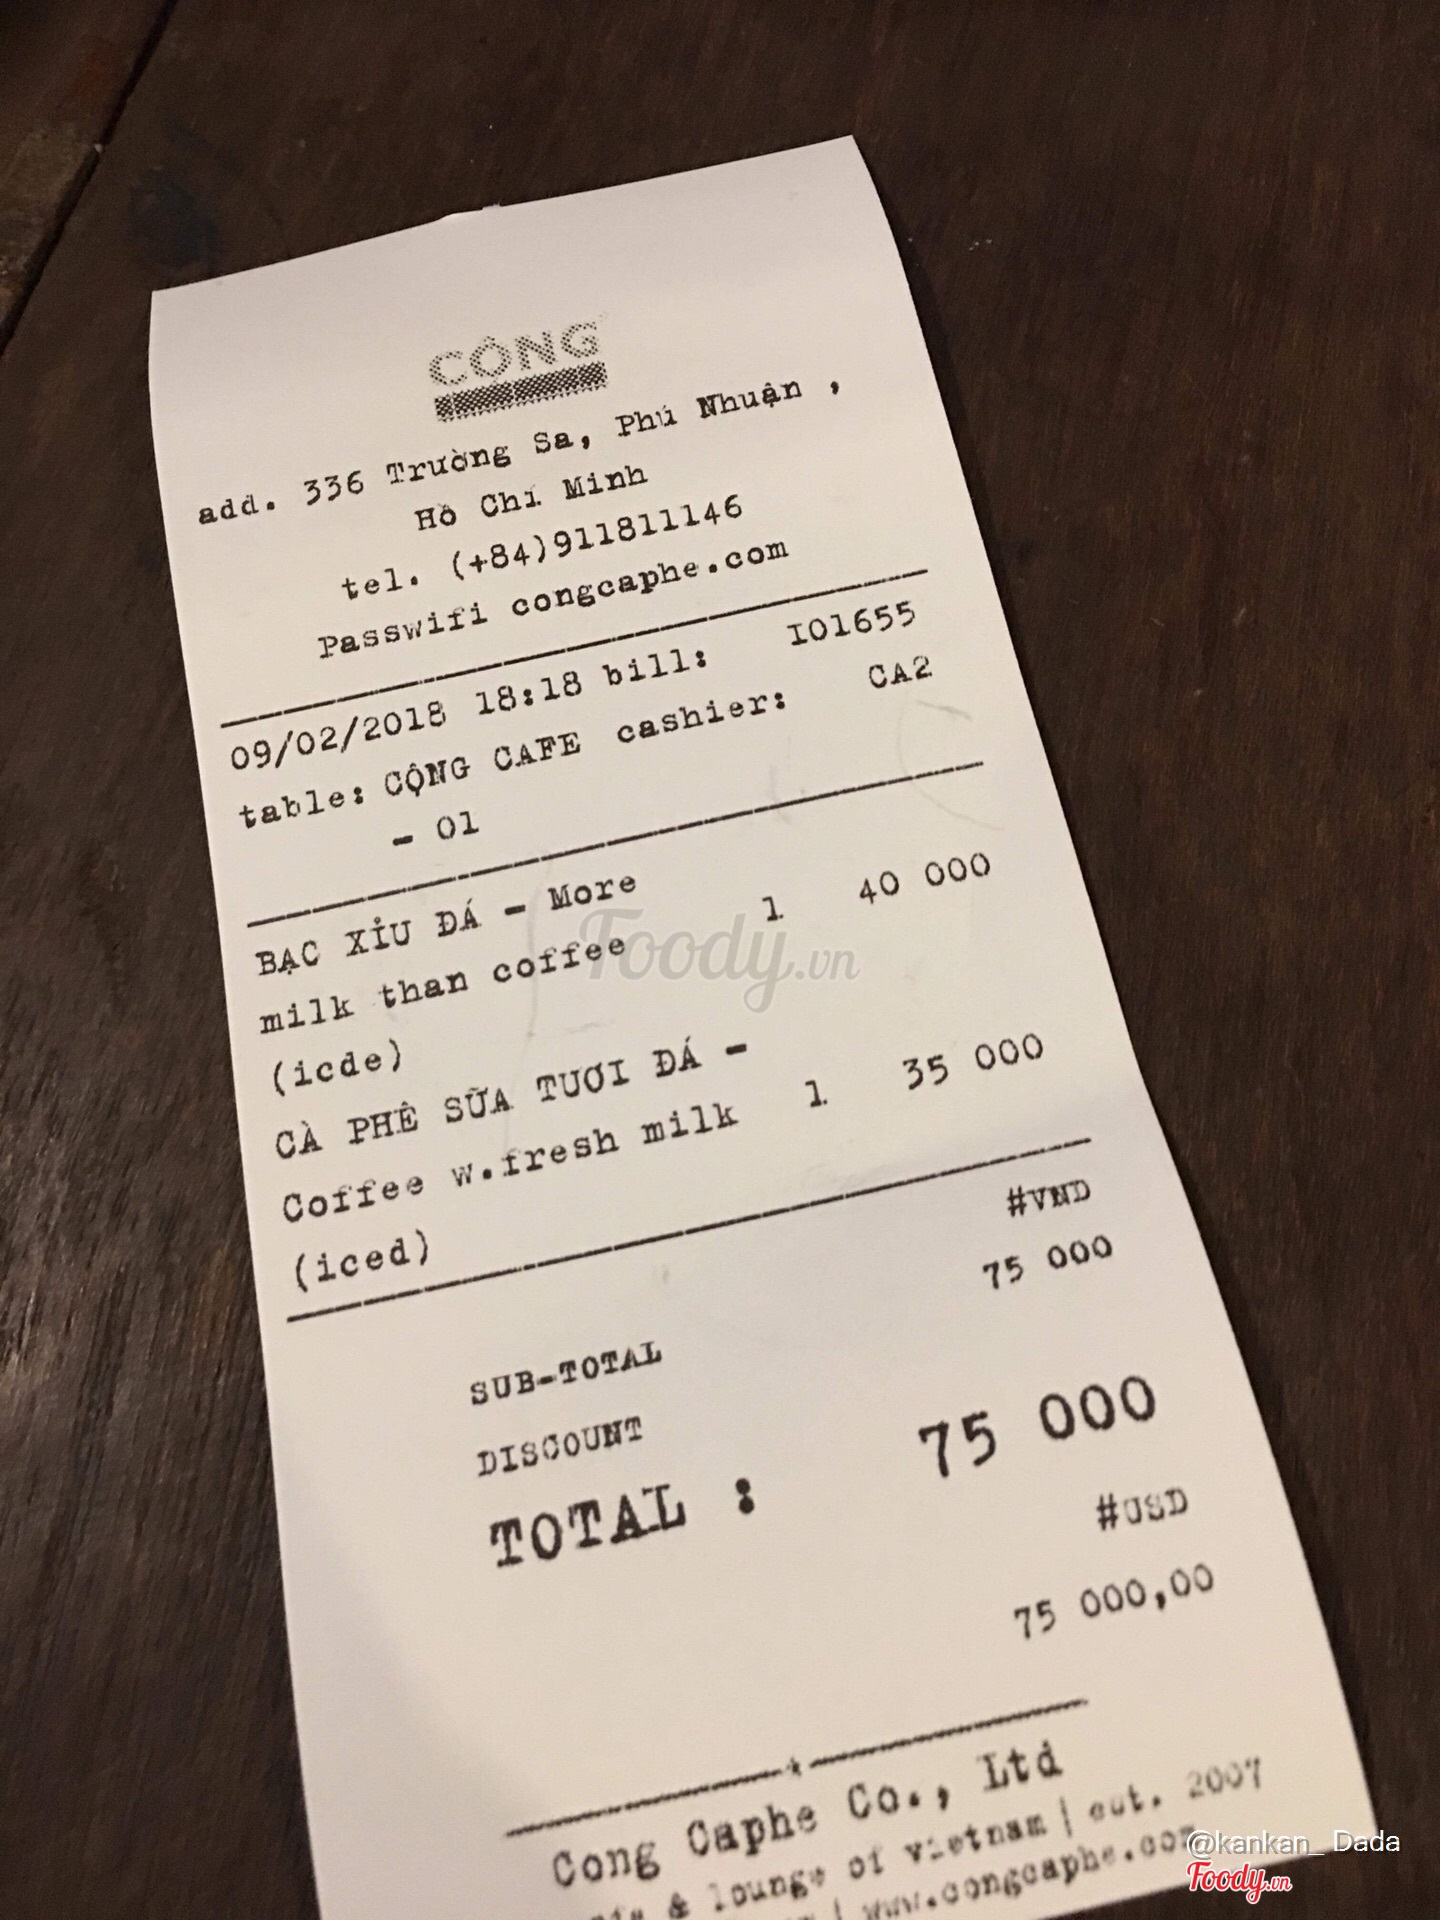 CỘNG
add. 336 Trường Sa, Phú Nhuận ,
Hồ Chí Minh
tel. (+84)911811146
Passwifi congcaphe.com
09/02/2018 18:18 bill: I01655
table: CỘNG CAFE cashier: CA2
- 01
BẠC XỈU ĐÁ - More
milk than coffee 1 40 000
(icde)
CÀ PHÊ SỮA TƯƠI ĐÁ -
Coffee w.fresh milk 1 35 000
(iced)
#VND
SUB-TOTAL 75 000
DISCOUNT
TOTAL : 75 000
#USD
75 000,00
Cong Caphe Co., Ltd
& lounge of vietnam | est. 2007
| www.congcaphe.com
Foody.vn
@kankan_ Dada
Foody.vn